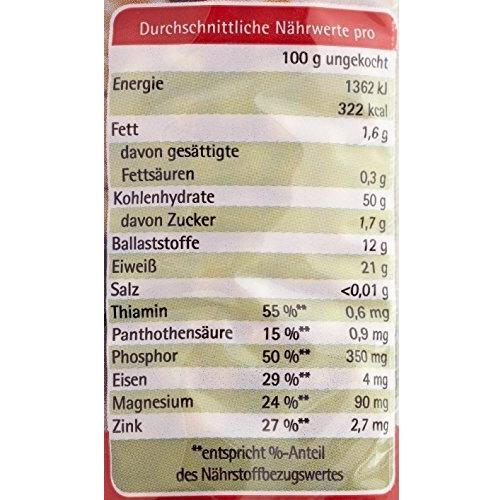 Durchschnittliche Nährwerte pro
100 g ungekocht
Energie 1362 kJ
322 kcal
Fett 1,6 g
davon gesättigte
Fettsäuren 0,3 g
Kohlenhydrate 50 g
davon Zucker 1,7 g
Ballaststoffe 12 g
Eiweiß 21 g
Salz <0,01 g
Thiamin 55 %** 0,6 mg
Panthothensäure 15 %** 0,9 mg
Phosphor 50 %** 350 mg
Eisen 29 %** 4 mg
Magnesium 24 %** 90 mg
Zink 27 %** 2,7 mg
**entspricht %-Anteil
des Nährstoffbezugswertes